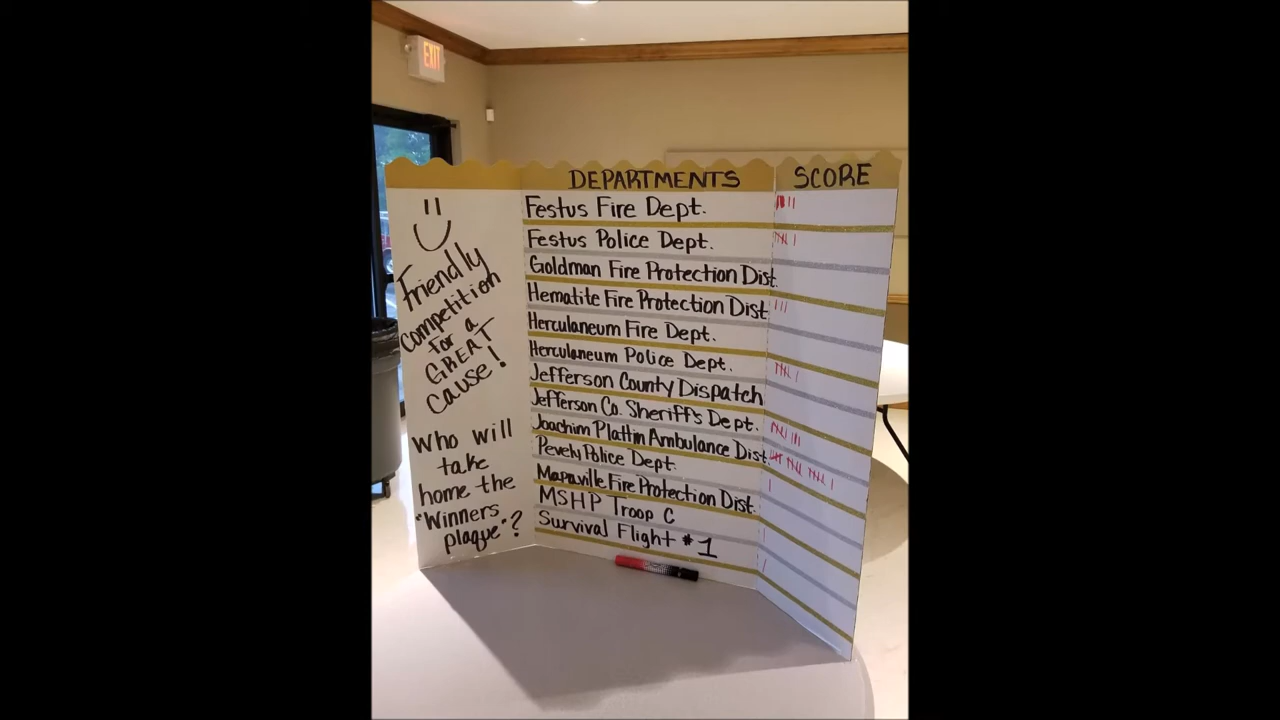 EXIT
DEPARTMENTS SCORE
Festus Fire Dept.
Festus Police Dept.
Goldman Fire Protection Dist.
Hematite Fire Protection Dist.
Herculaneum Fire Dept.
Herculaneum Police Dept.
Jefferson County Dispatch
Jefferson Co. Sheriff's Dept.
Joachim Plattin Ambulance Dist.
Pevely Police Dept.
Mapaville Fire Protection Dist.
MSHP Troop C
Survival Flight #1
Friendly
competition
for a
GREAT
cause!
Who will
take
home the
"Winners
plaque"?